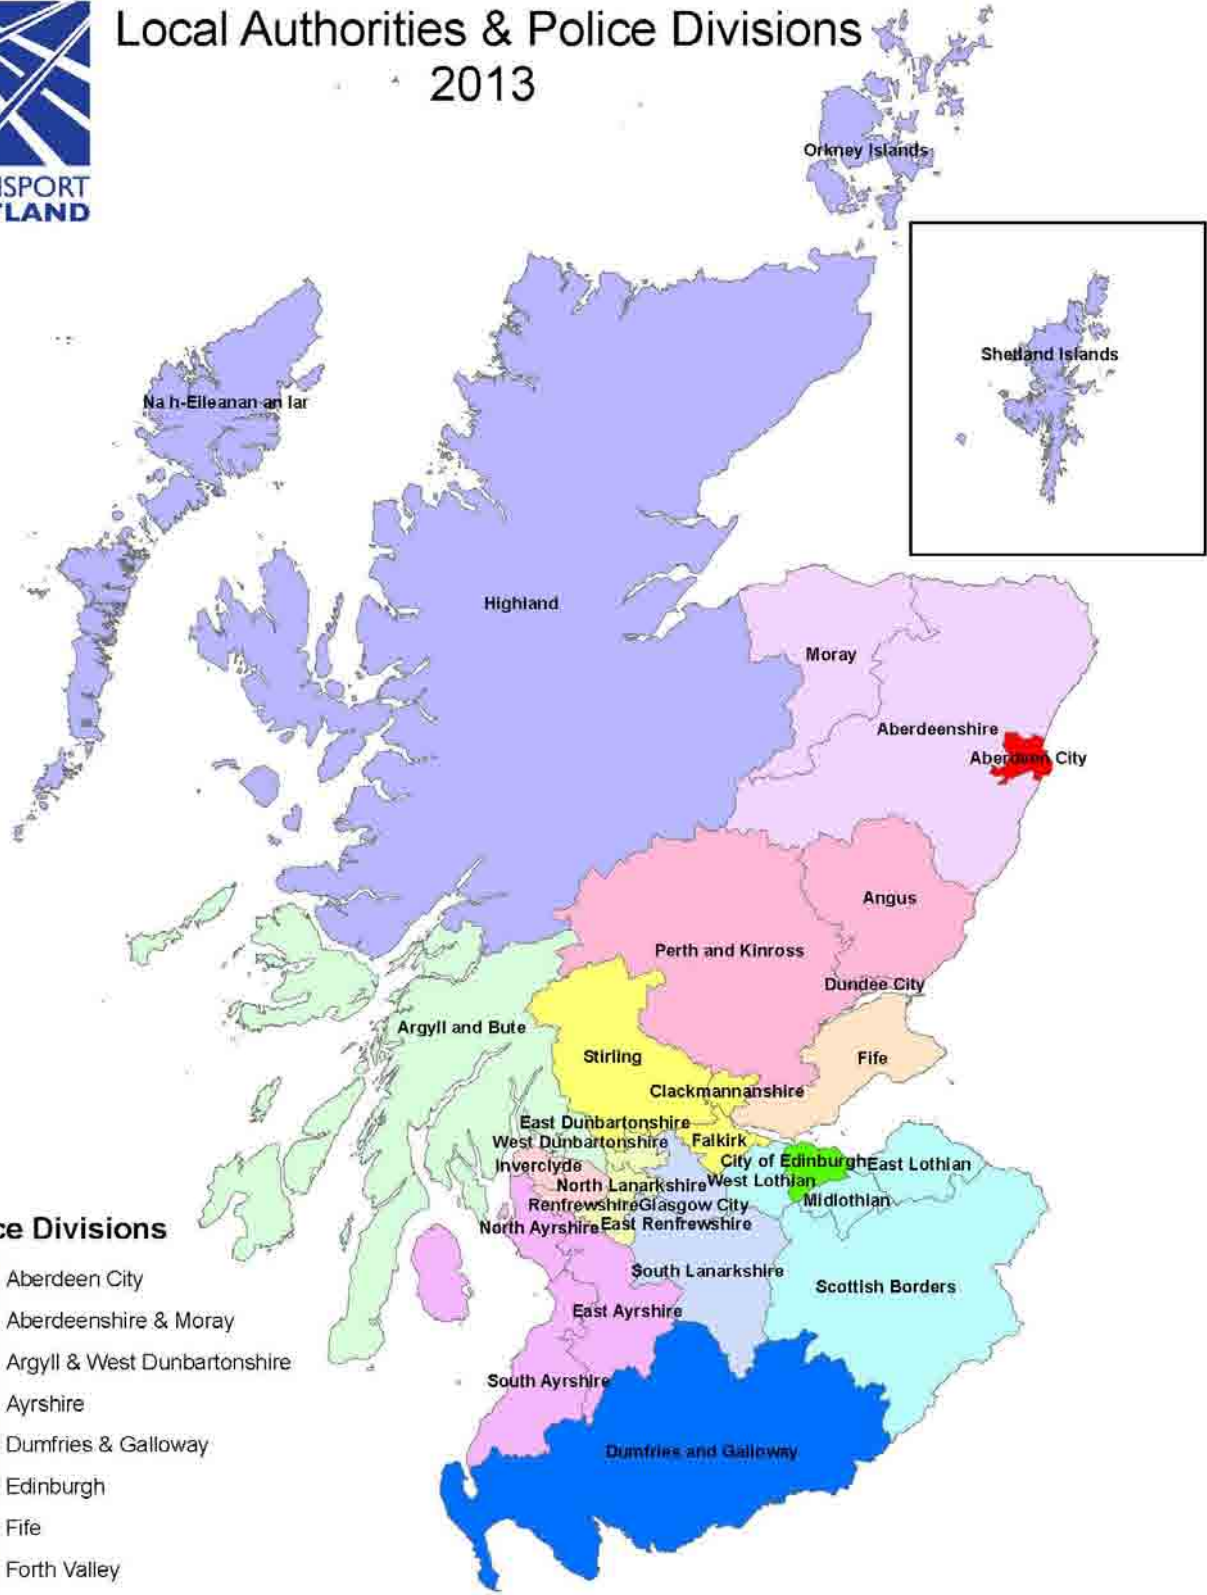 Local Authorities & Police Divisions
2013
NSPORT
TLAND
Orkney Islands
Shetland Islands
Na h-Eileanan an Iar
Highland
Moray
Aberdeenshire
Aberdeen City
Angus
Perth and Kinross
Dundee City
Argyll and Bute
Stirling
Fife
Clackmannanshire
East Dunbartonshire
West Dunbartonshire
Falkirk
Inverclyde
City of Edinburgh
East Lothian
North Lanarkshire
West Lothian
Midlothian
Renfrewshire
Glasgow City
North Ayrshire
East Renfrewshire
South Lanarkshire
Scottish Borders
East Ayrshire
South Ayrshire
Dumfries and Galloway
ce Divisions
Aberdeen City
Aberdeenshire & Moray
Argyll & West Dunbartonshire
Ayrshire
Dumfries & Galloway
Edinburgh
Fife
Forth Valley